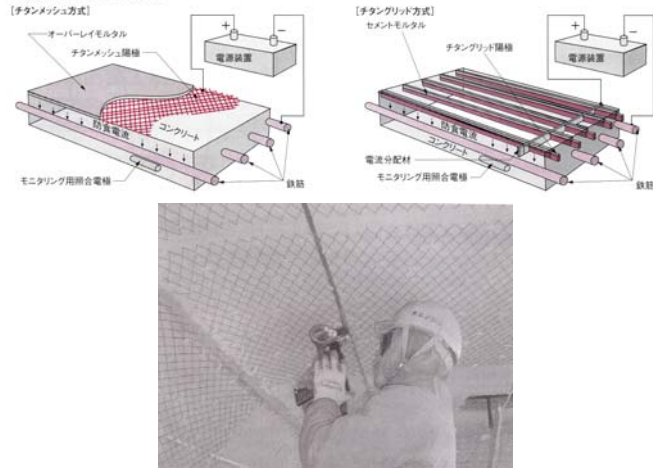 [チタンメッシュ方式]
オーバーレイモルタル
チタンメッシュ陽極
+
−
電源装置
コンクリート
防食電流
モニタリング用照合電極
鉄筋
[チタングリッド方式]
セメントモルタル
チタングリッド陽極
+
−
電源装置
防食電流
コンクリート
電流分配材
モニタリング用照合電極
鉄筋